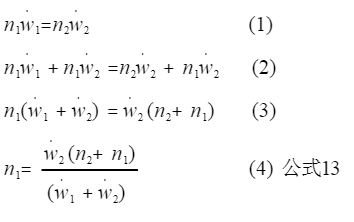 n₁ẇ₁=n₂ẇ₂ (1)
n₁ẇ₁ + n₁ẇ₂ =n₂ẇ₂ + n₁ẇ₂ (2)
n₁(ẇ₁ + ẇ₂) = ẇ₂ (n₂+ n₁) (3)
n₁= ẇ₂ (n₂+ n₁) / (ẇ₁ + ẇ₂) (4) 公式13